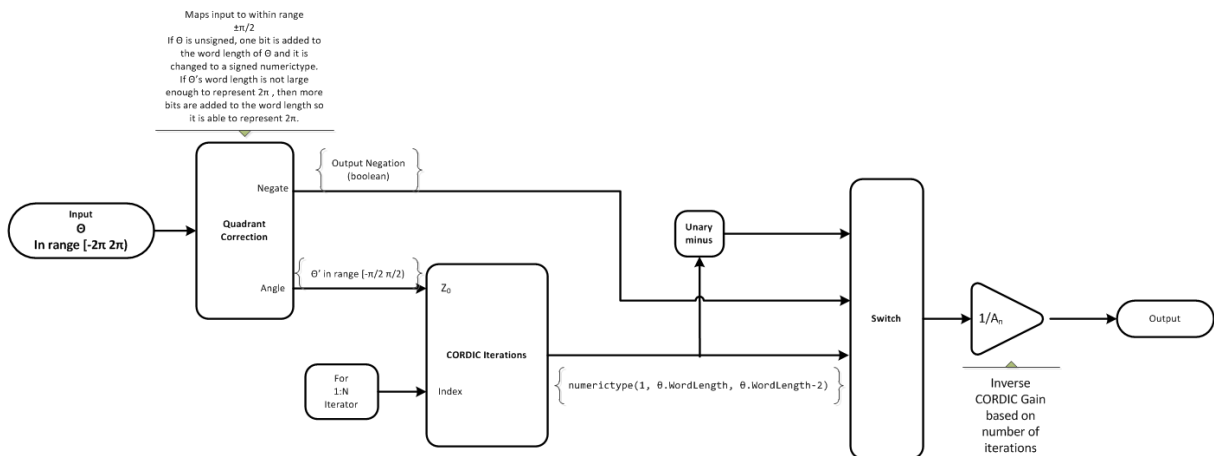 Maps input to within range
±π/2
If Θ is unsigned, one bit is added to
the word length of Θ and it is
changed to a signed numerictype.
If Θ's word length is not large
enough to represent 2π , then more
bits are added to the word length so
it is able to represent 2π.
Input
Θ
In range [-2π 2π)
Negate
Quadrant
Correction
Angle
Output Negation
(boolean)
Θ' in range [-π/2 π/2)
Z₀
CORDIC Iterations
Index
For
1:N
Iterator
Unary
minus
numerictype(1, θ.WordLength, θ.WordLength-2)
Switch
1/Aₙ
Inverse
CORDIC Gain
based on
number of
iterations
Output